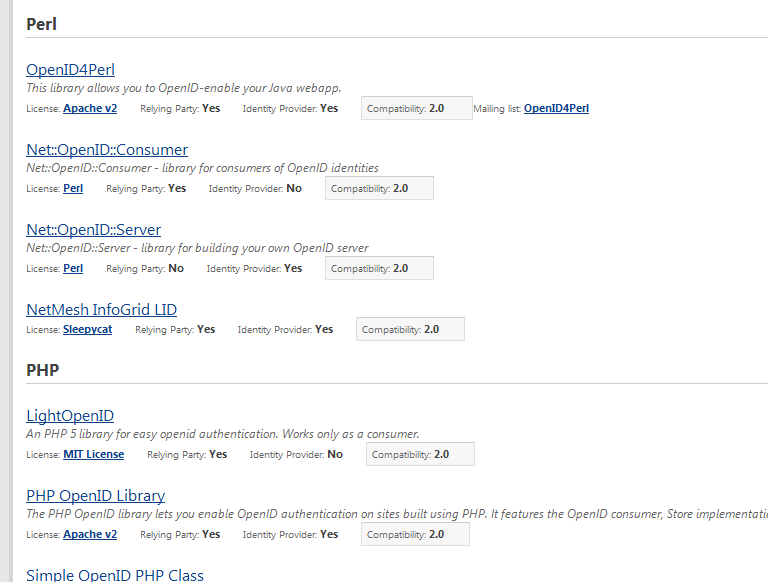 Perl
OpenID4Perl
This library allows you to OpenID-enable your Java webapp.
License: Apache v2 Relying Party: Yes Identity Provider: Yes Compatibility: 2.0 Mailing list: OpenID4Perl
Net::OpenID::Consumer
Net::OpenID::Consumer - library for consumers of OpenID identities
License: Perl Relying Party: Yes Identity Provider: No Compatibility: 2.0
Net::OpenID::Server
Net::OpenID::Server - library for building your own OpenID server
License: Perl Relying Party: No Identity Provider: Yes Compatibility: 2.0
NetMesh InfoGrid LID
License: Sleepycat Relying Party: Yes Identity Provider: Yes Compatibility: 2.0
PHP
LightOpenID
An PHP 5 library for easy openid authentication. Works only as a consumer.
License: MIT License Relying Party: Yes Identity Provider: No Compatibility: 2.0
PHP OpenID Library
The PHP OpenID library lets you enable OpenID authentication on sites built using PHP. It features the OpenID consumer, Store implementatio
License: Apache v2 Relying Party: Yes Identity Provider: Yes Compatibility: 2.0
Simple OpenID PHP Class